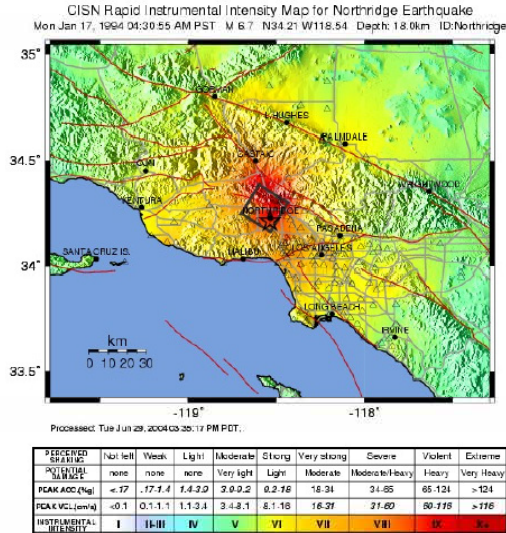 CISN Rapid Instrumental Intensity Map for Northridge Earthquake
Mon Jan 17, 1994 04:30:55 AM PST M 6.7 N34.21 W118.54 Depth: 18.0km ID:Northridge
35°
GORMAN
L. HUGHES
PALMDALE
34.5°
CASTAIC
OJAI
WRIGHTWOOD
VENTURA
NORTHRIDGE
PASADENA
LOS ANGELES
SANTA CRUZ IS.
MALIBU
34°
LONG BEACH
IRVINE
km
0 10 20 30
33.5°
-119° -118°
Processed: Tue Jun 29, 2004 03:35:17 PM PDT,
PERCEIVED SHAKING Not felt Weak Light Moderate Strong Very strong Severe Violent Extreme
POTENTIAL DAMAGE none none none Very light Light Moderate Moderate/Heavy Heavy Very Heavy
PEAK ACC.(%g) <.17 .17-1.4 1.4-3.9 3.9-9.2 9.2-18 18-34 34-65 65-124 >124
PEAK VEL.(cm/s) <0.1 0.1-1.1 1.1-3.4 3.4-8.1 8.1-16 16-31 31-60 60-116 >116
INSTRUMENTAL INTENSITY I II-III IV V VI VII VIII IX X+